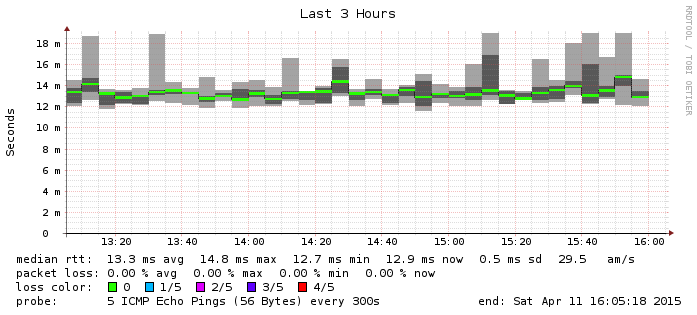 Last 3 Hours
RRDTOOL / TOBI OETIKER
Seconds
18 m
16 m
14 m
12 m
10 m
8 m
6 m
4 m
2 m
0
13:20 13:40 14:00 14:20 14:40 15:00 15:20 15:40 16:00
median rtt: 13.3 ms avg 14.8 ms max 12.7 ms min 12.9 ms now 0.5 ms sd 29.5 am/s
packet loss: 0.00 % avg 0.00 % max 0.00 % min 0.00 % now
loss color: 0 1/5 2/5 3/5 4/5
probe: 5 ICMP Echo Pings (56 Bytes) every 300s end: Sat Apr 11 16:05:18 2015